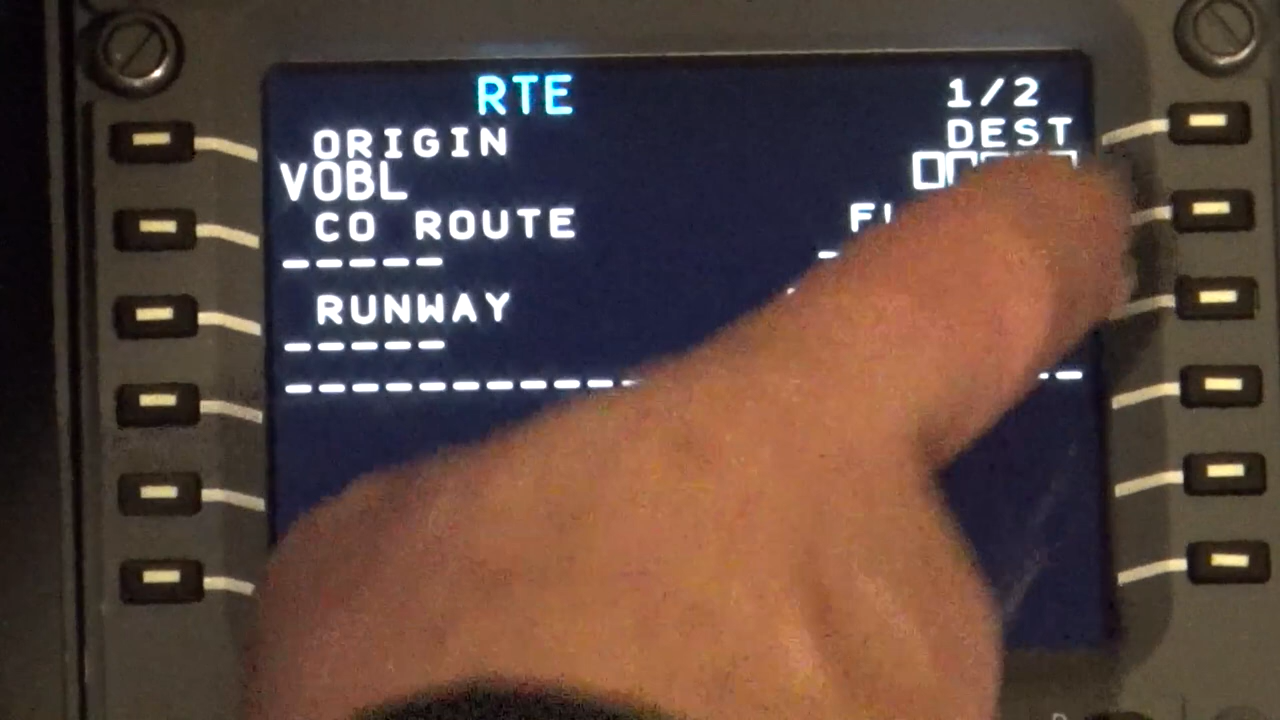 RTE 1/2
ORIGIN DEST
VOBL
CO ROUTE
-----
RUNWAY
-----